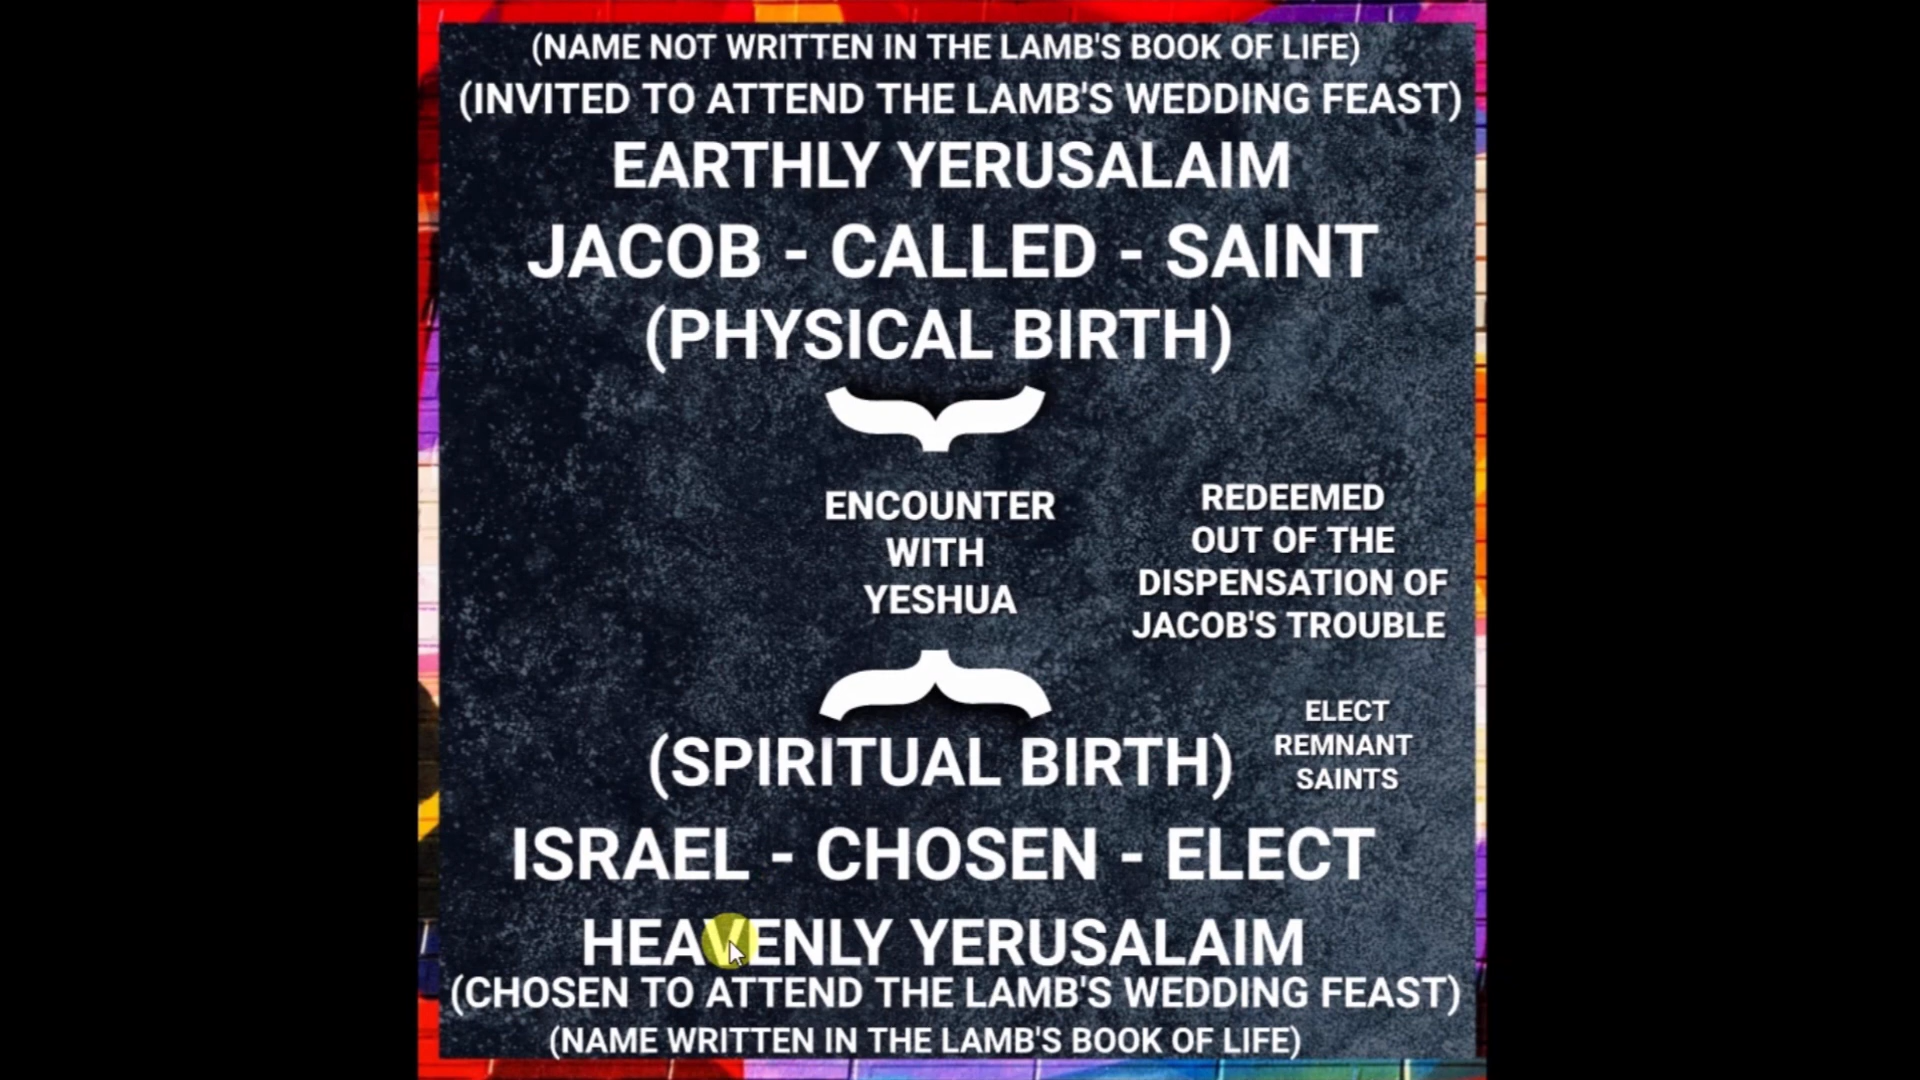 (NAME NOT WRITTEN IN THE LAMB'S BOOK OF LIFE)
(INVITED TO ATTEND THE LAMB'S WEDDING FEAST)
EARTHLY YERUSALAIM
JACOB - CALLED - SAINT
(PHYSICAL BIRTH)
ENCOUNTER
WITH
YESHUA
REDEEMED
OUT OF THE
DISPENSATION OF
JACOB'S TROUBLE
ELECT
REMNANT
SAINTS
(SPIRITUAL BIRTH)
ISRAEL - CHOSEN - ELECT
HEAVENLY YERUSALAIM
(CHOSEN TO ATTEND THE LAMB'S WEDDING FEAST)
(NAME WRITTEN IN THE LAMB'S BOOK OF LIFE)